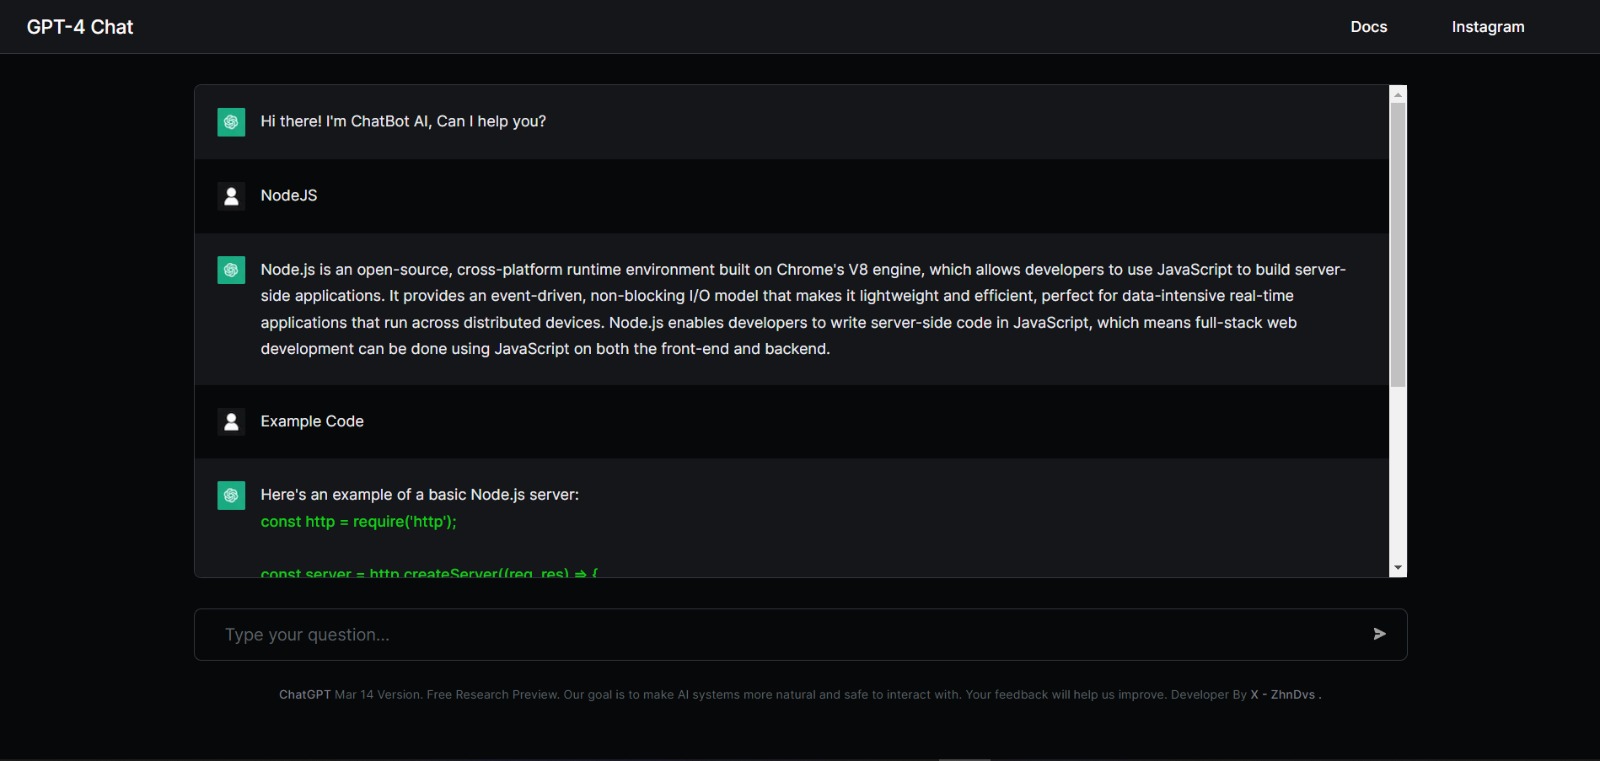 GPT-4 Chat
Docs
Instagram
Hi there! I'm ChatBot AI, Can I help you?
NodeJS
Node.js is an open-source, cross-platform runtime environment built on Chrome's V8 engine, which allows developers to use JavaScript to build server-
side applications. It provides an event-driven, non-blocking I/O model that makes it lightweight and efficient, perfect for data-intensive real-time
applications that run across distributed devices. Node.js enables developers to write server-side code in JavaScript, which means full-stack web
development can be done using JavaScript on both the front-end and backend.
Example Code
Here's an example of a basic Node.js server:
const http = require('http');
const server = http.createServer((req, res) => {
Type your question...
ChatGPT Mar 14 Version. Free Research Preview. Our goal is to make AI systems more natural and safe to interact with. Your feedback will help us improve. Developer By X - ZhnDvs .